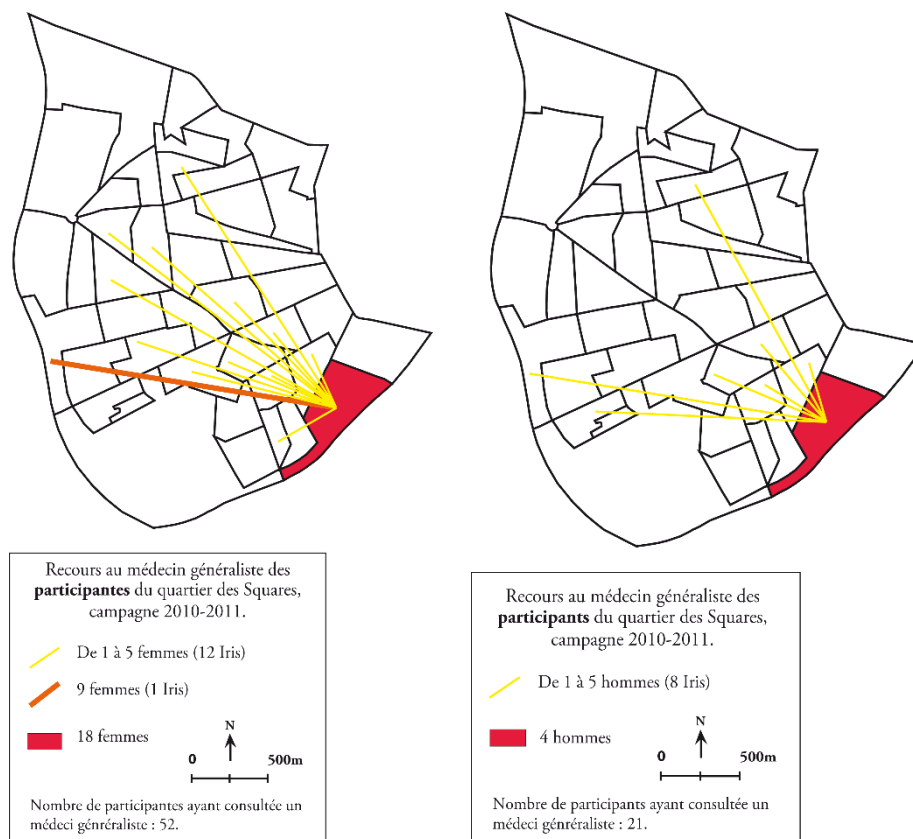 Recours au médecin généraliste des
participantes du quartier des Squares,
campagne 2010-2011.
De 1 à 5 femmes (12 Iris)
9 femmes (1 Iris)
18 femmes
N
0 500m
Nombre de participantes ayant consultée un
médeci génréraliste : 52.
Recours au médecin généraliste des
participants du quartier des Squares,
campagne 2010-2011.
De 1 à 5 hommes (8 Iris)
4 hommes
N
0 500m
Nombre de participants ayant consultée un
médeci génréraliste : 21.